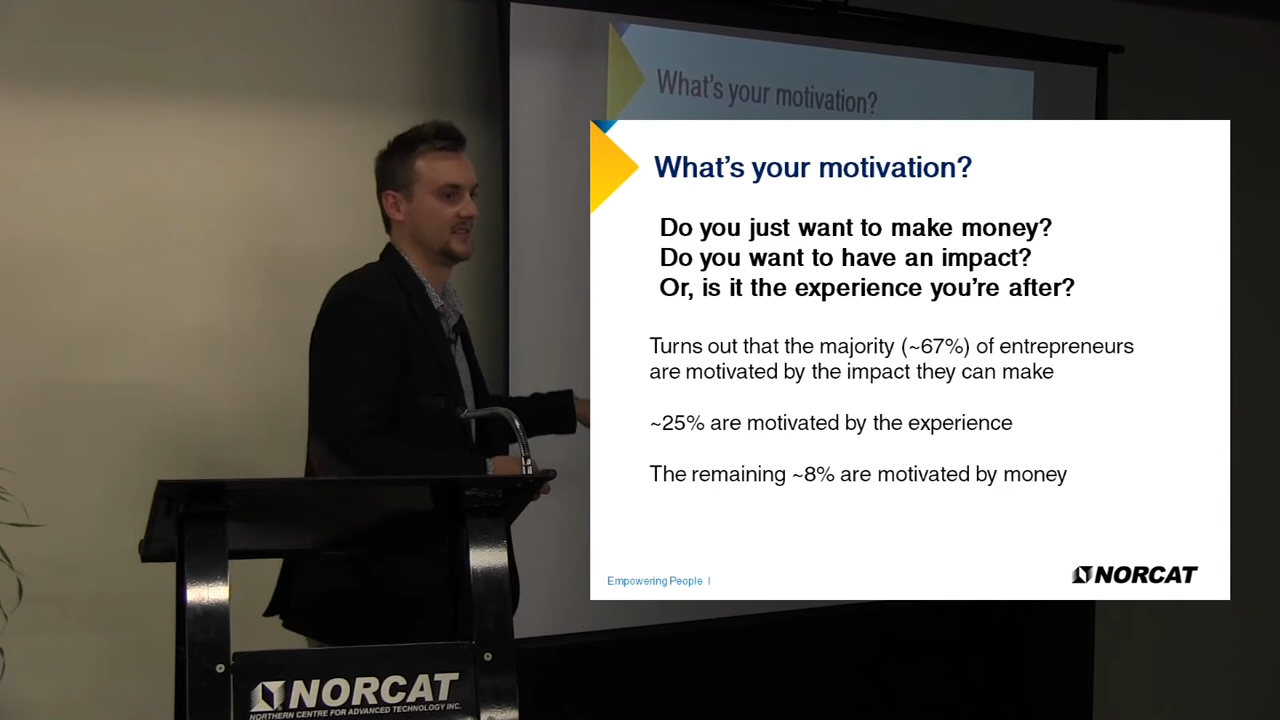 What's your motivation?
What's your motivation?
Do you just want to make money?
Do you want to have an impact?
Or, is it the experience you're after?
Turns out that the majority (~67%) of entrepreneurs
are motivated by the impact they can make
~25% are motivated by the experience
The remaining ~8% are motivated by money
Empowering People |
NORCAT
NORCAT
NORTHERN CENTRE FOR ADVANCED TECHNOLOGY INC.